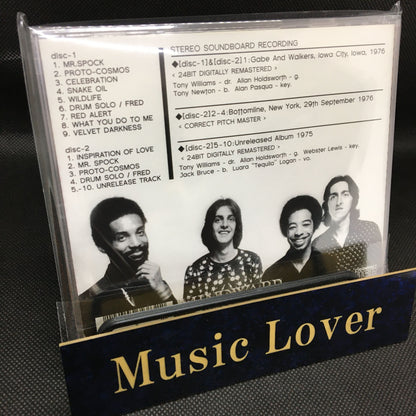 disc-1
1. MR.SPOCK
2. PROTO-COSMOS
3. CELEBRATION
4. SNAKE OIL
5. WILDLIFE
6. DRUM SOLO / FRED
7. RED ALERT
8. WHAT YOU DO TO ME
9. VELVET DARKNESS
disc-2
1. INSPIRATION OF LOVE
2. MR. SPOCK
3. PROTO-COSMOS
4. DRUM SOLO / FRED
5.-10. UNRELEASE TRACK
STEREO SOUNDBOARD RECORDING
◆[disc-1]&[disc-2]1:Gabe And Walkers, Iowa City, Iowa, 1976
< 24BIT DIGITALLY REMASTERED >
Tony Williams - dr. Allan Holdsworth - g.
Tony Newton - b. Alan Pasqua - key.
◆[disc-2]2-4:Bottomline, New York, 29th September 1976
< CORRECT PITCH MASTER >
◆[disc-2]5-10:Unreleased Album 1975
< 24BIT DIGITALLY REMASTERED >
Tony Williams - dr. Allan Holdsworth - g. Webster Lewis - key.
Jack Bruce - b. Luara "Tequila" Logan - vo.
Music Lover